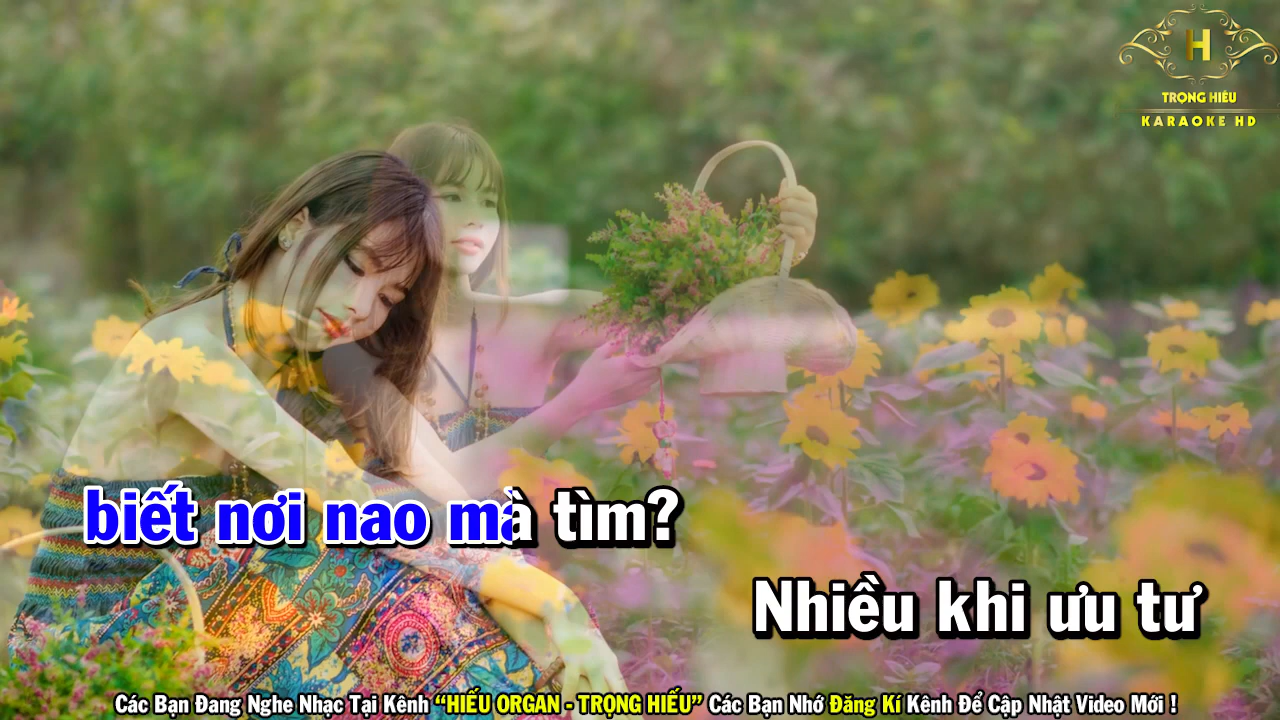 H
TRỌNG HIẾU
KARAOKE HD
biết nơi nao mà tìm?
Nhiều khi ưu tư
Các Bạn Đang Nghe Nhạc Tại Kênh “HIẾU ORGAN - TRỌNG HIẾU” Các Bạn Nhớ Đăng Kí Kênh Để Cập Nhật Video Mới !